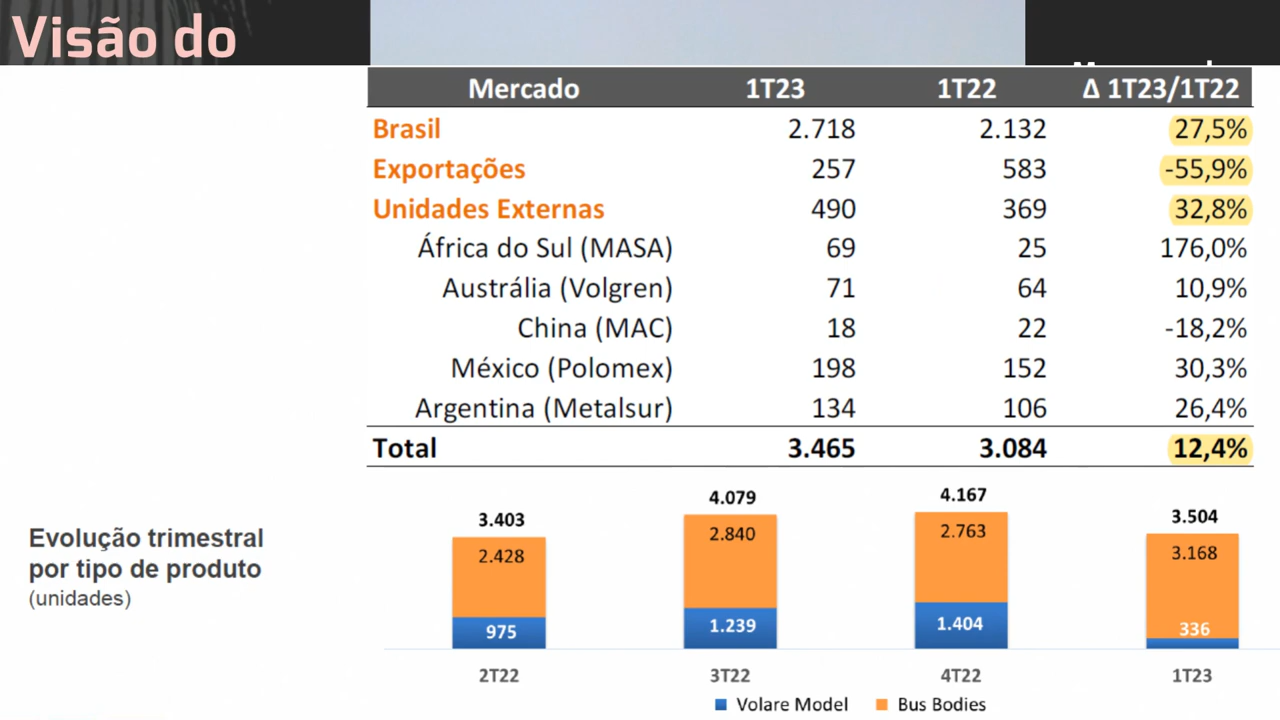 Visão do
Mercado 1T23 1T22 Δ 1T23/1T22
Brasil 2.718 2.132 27,5%
Exportações 257 583 -55,9%
Unidades Externas 490 369 32,8%
África do Sul (MASA) 69 25 176,0%
Austrália (Volgren) 71 64 10,9%
China (MAC) 18 22 -18,2%
México (Polomex) 198 152 30,3%
Argentina (Metalsur) 134 106 26,4%
Total 3.465 3.084 12,4%
Evolução trimestral
por tipo de produto
(unidades)
3.403 4.079 4.167 3.504
2.428 2.840 2.763 3.168
975 1.239 1.404 336
2T22 3T22 4T22 1T23
Volare Model Bus Bodies